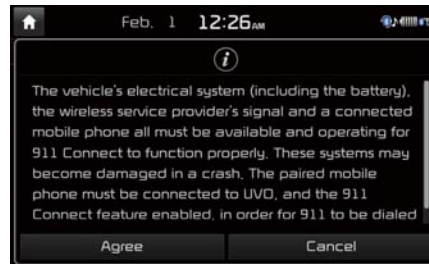 Feb. 1 12:26AM
The vehicle's electrical system (including the battery),
the wireless service provider's signal and a connected
mobile phone all must be available and operating for
911 Connect to function properly. These systems may
become damaged in a crash. The paired mobile
phone must be connected to UVO, and the 911
Connect feature enabled, in order for 911 to be dialed
Agree Cancel